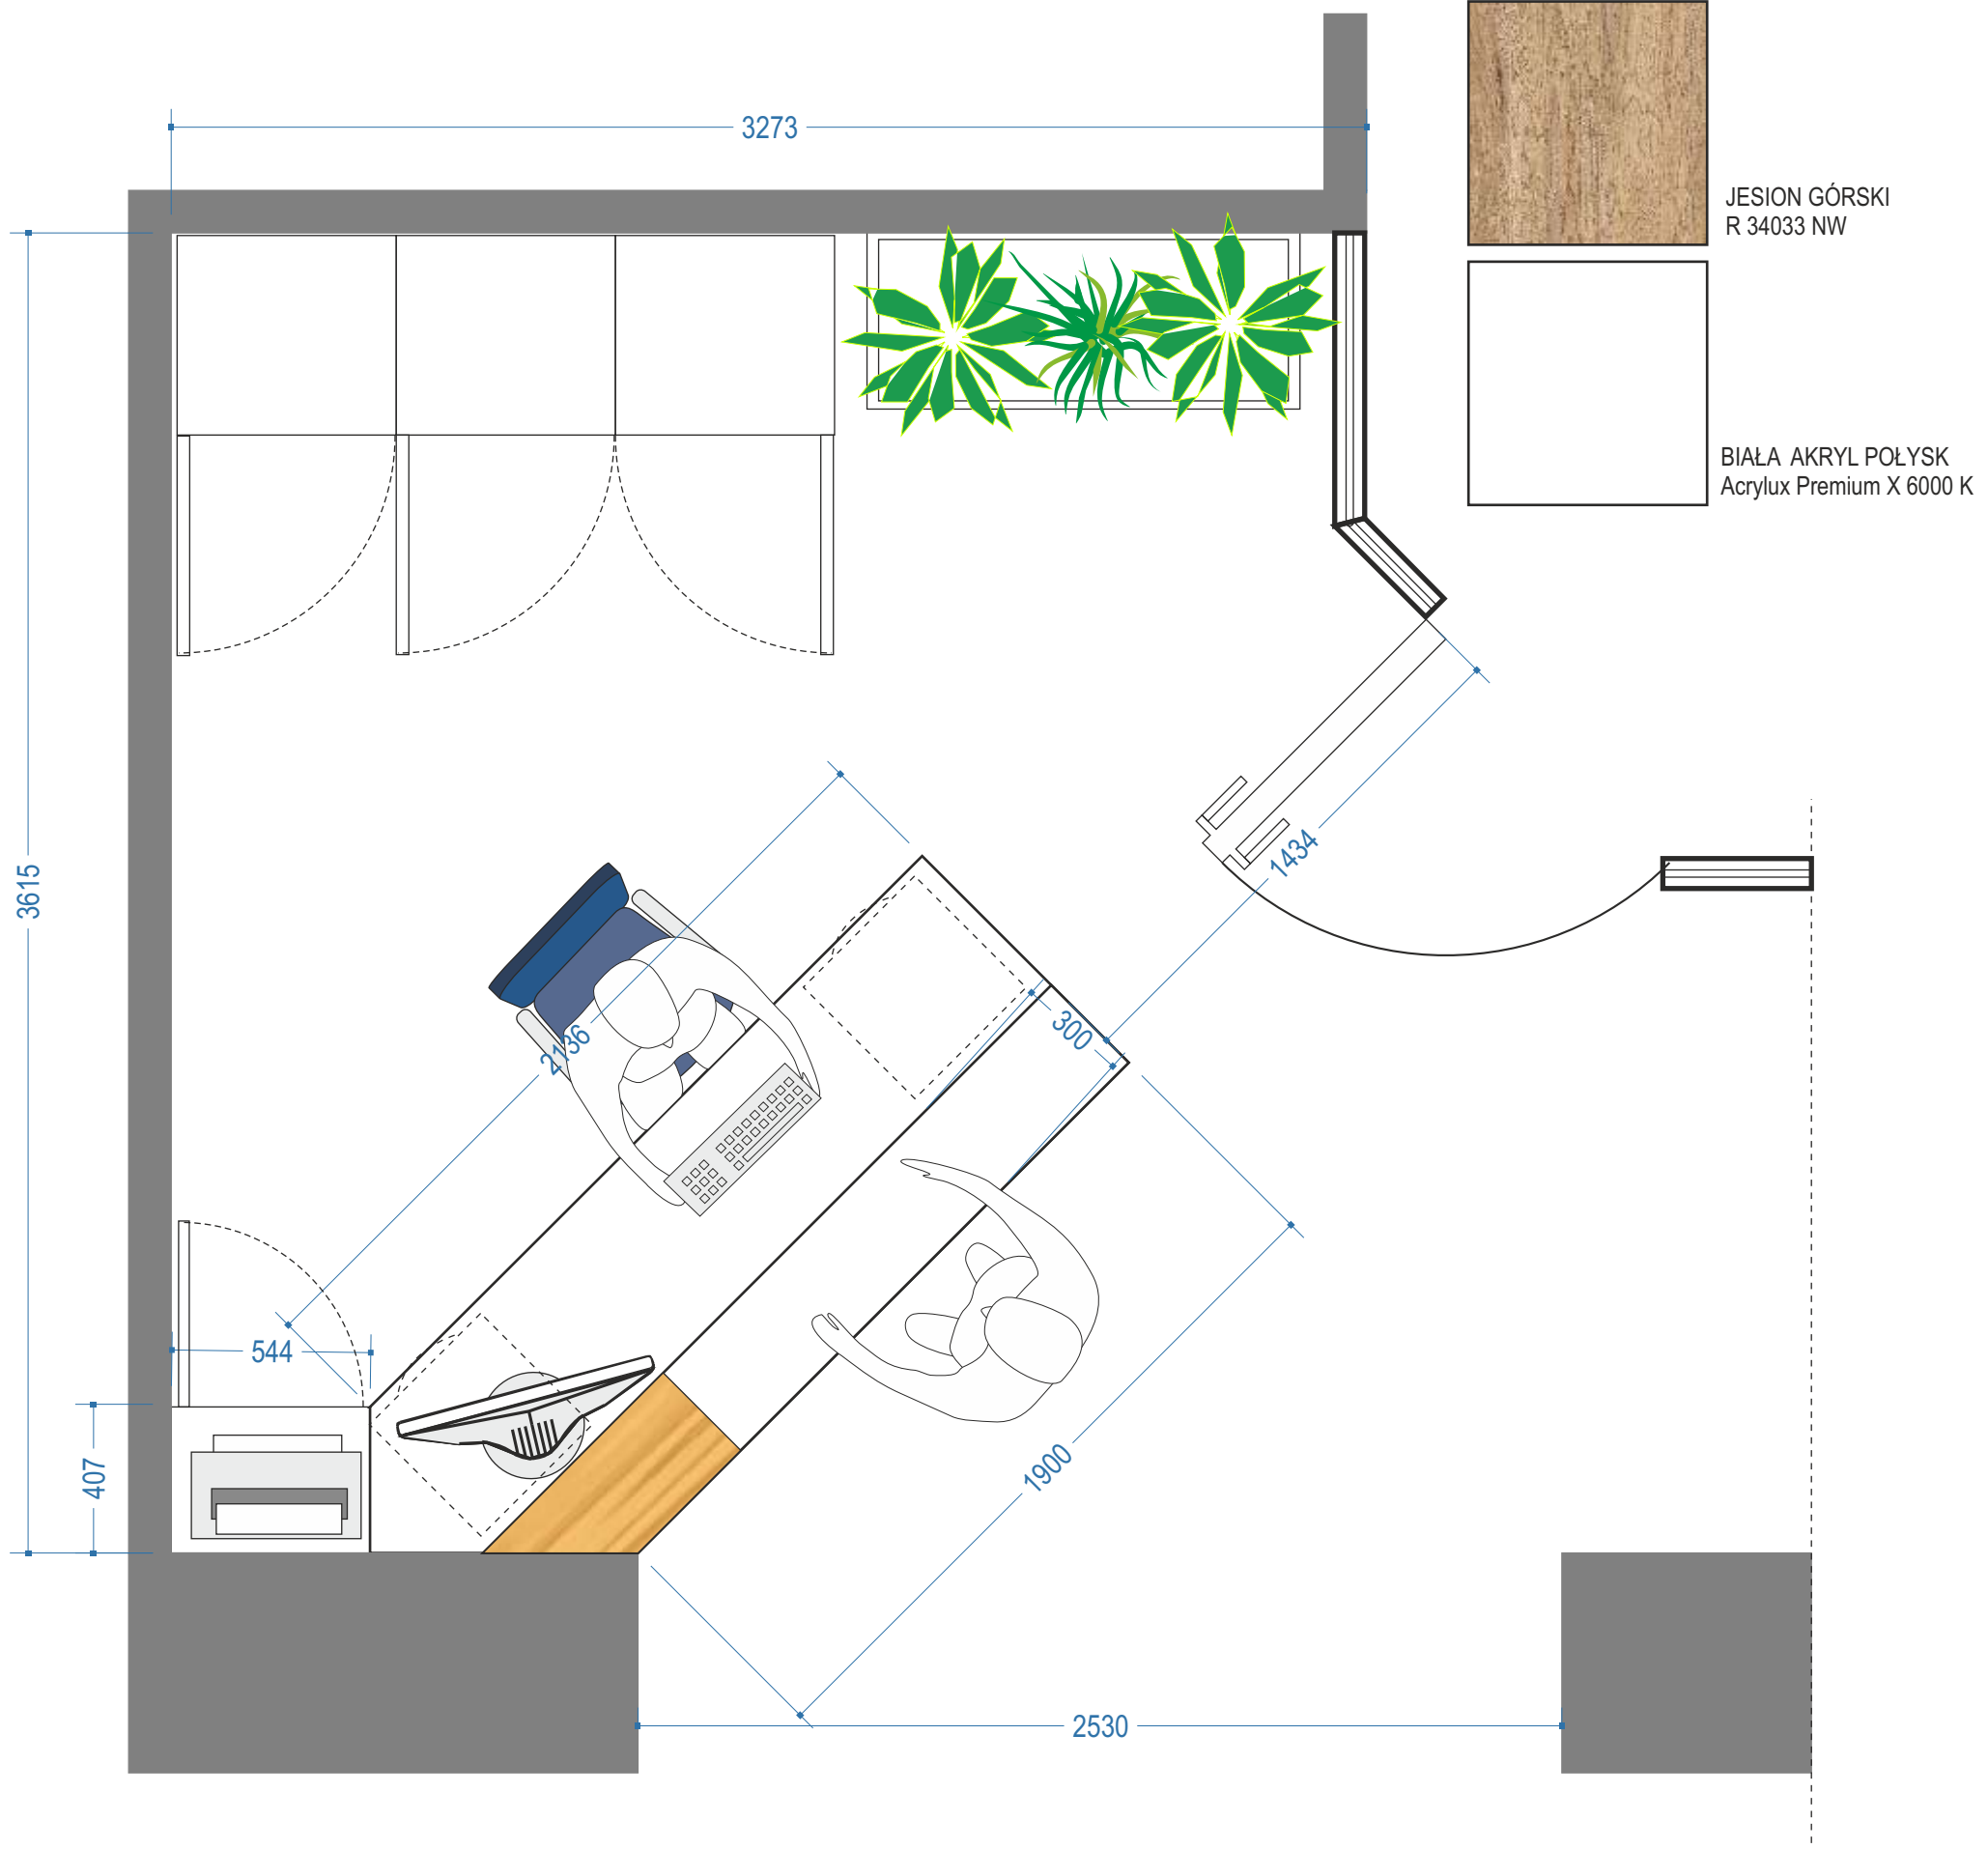 3273
JESION GÓRSKI
R 34033 NW
BIAŁA  AKRYL POŁYSK
Acrylux Premium X 6000 K
3615
1434
300
2136
544
407
1900
2530